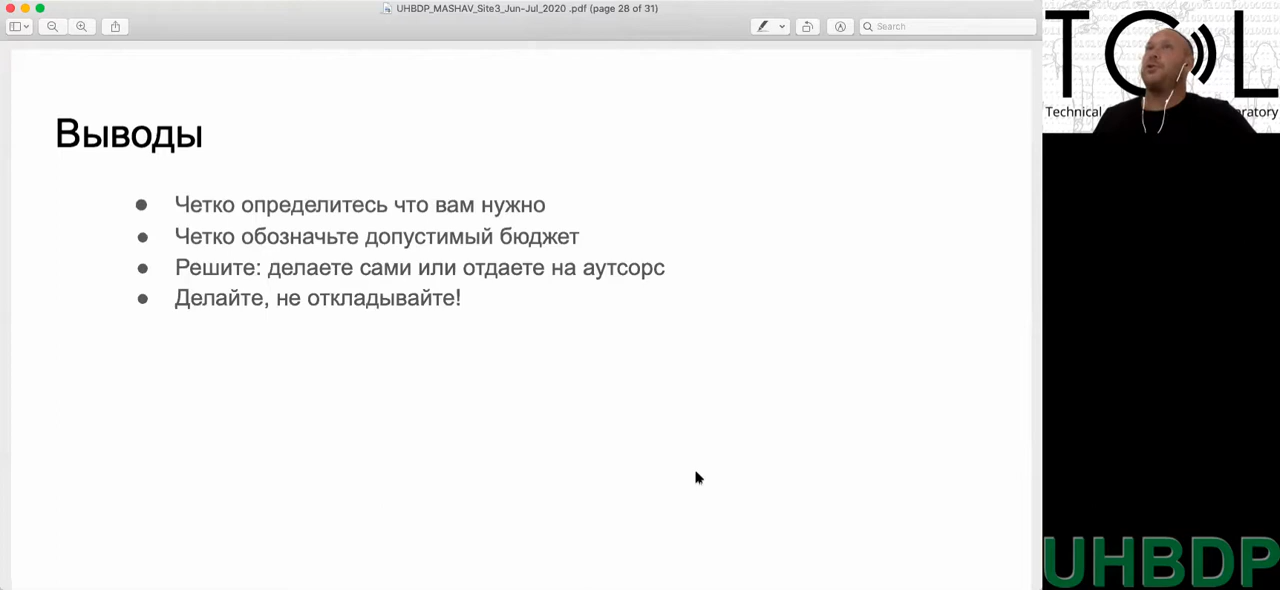 UHBDP_MASHAV_Site3_Jun-Jul_2020 .pdf (page 28 of 31)
Search
Выводы
● Четко определитесь что вам нужно
● Четко обозначьте допустимый бюджет
● Решите: делаете сами или отдаете на аутсорс
● Делайте, не откладывайте!
TCL
Technical
UHBDP